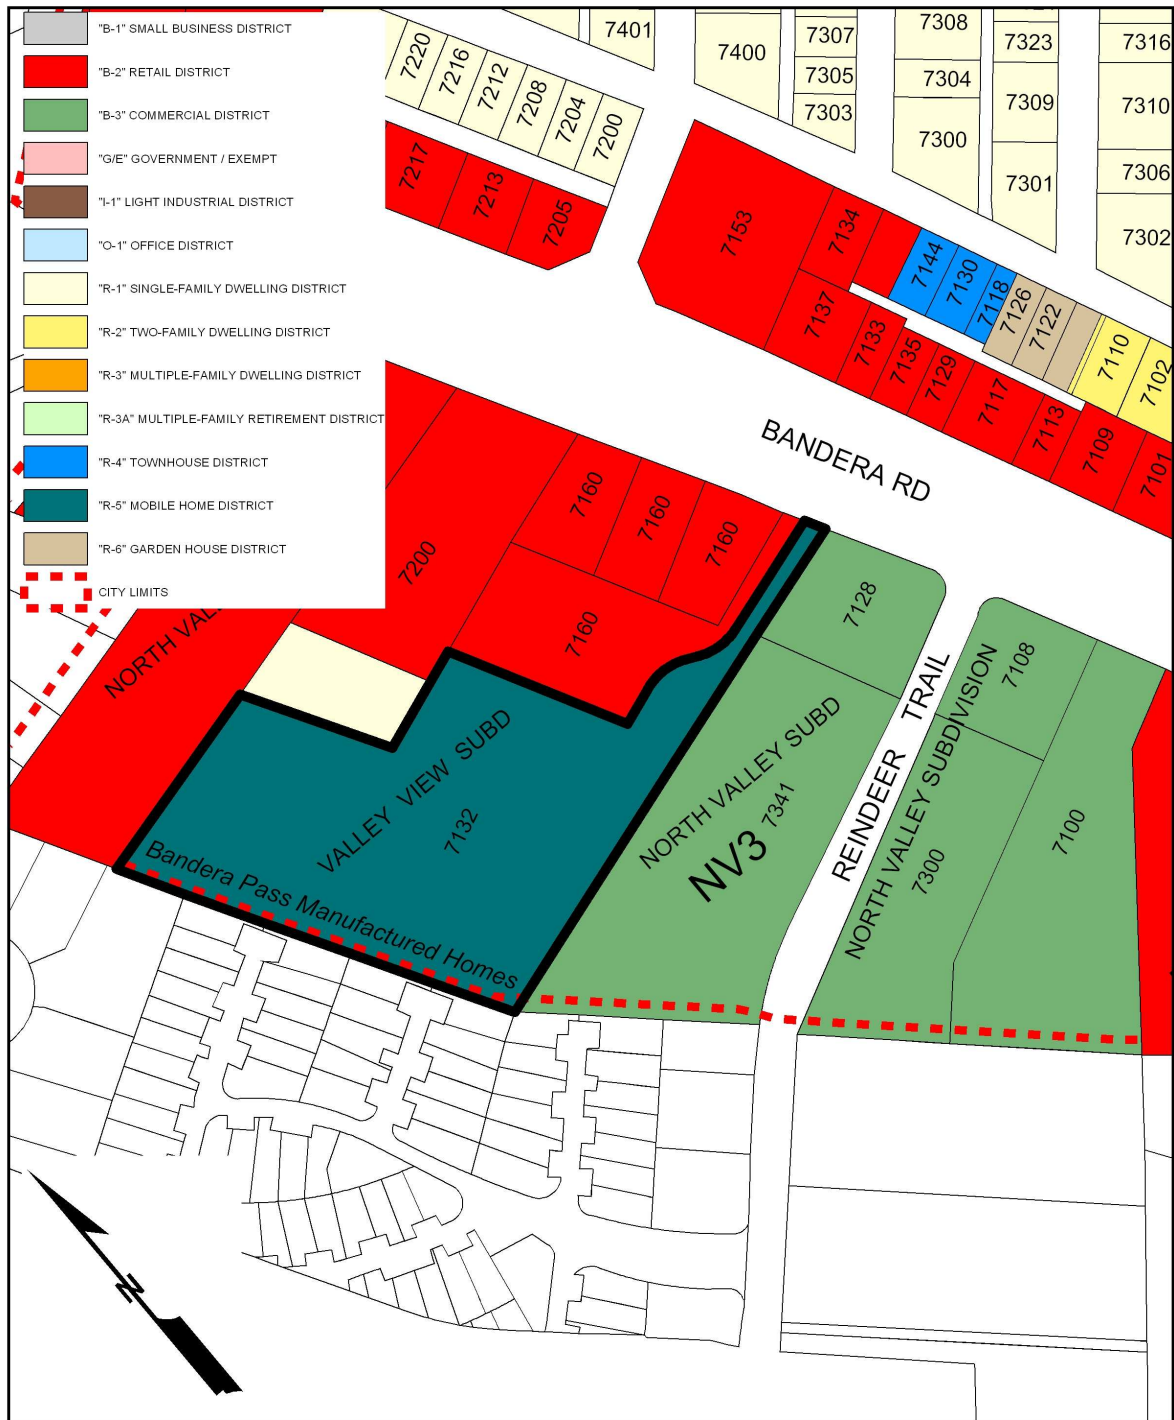 "B-1" SMALL BUSINESS DISTRICT
"B-2" RETAIL DISTRICT
"B-3" COMMERCIAL DISTRICT
"G/E" GOVERNMENT / EXEMPT
"I-1" LIGHT INDUSTRIAL DISTRICT
"O-1" OFFICE DISTRICT
"R-1" SINGLE-FAMILY DWELLING DISTRICT
"R-2" TWO-FAMILY DWELLING DISTRICT
"R-3" MULTIPLE-FAMILY DWELLING DISTRICT
"R-3A" MULTIPLE-FAMILY RETIREMENT DISTRICT
"R-4" TOWNHOUSE DISTRICT
"R-5" MOBILE HOME DISTRICT
"R-6" GARDEN HOUSE DISTRICT
CITY LIMITS
7220
7216
7212
7208
7204
7200
7401
7400
7307
7305
7303
7308
7304
7300
7323
7309
7301
7316
7310
7306
7302
7217
7213
7205
7153
7134
7144
7130
7118
7126
7122
7110
7102
7137
7133
7135
7129
7117
7113
7109
7101
BANDERA RD
7200
7160
7160
7160
7160
NORTH VAL
7128
7108
7100
REINDEER TRAIL
NORTH VALLEY SUBDIVISION
7300
NORTH VALLEY SUBD
7341
NV3
VALLEY VIEW SUBD
7132
Bandera Pass Manufactured Homes
N